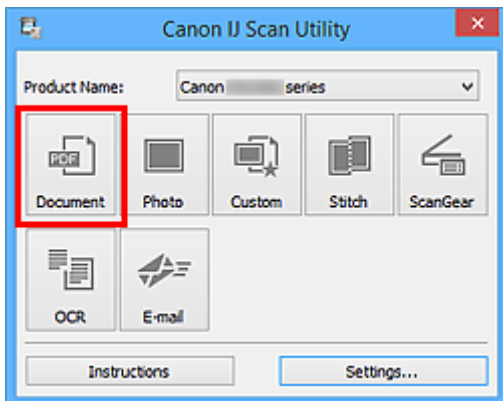 Canon IJ Scan Utility
Product Name: Canon series
PDF
Document Photo Custom Stitch ScanGear
OCR E-mail
Instructions Settings...